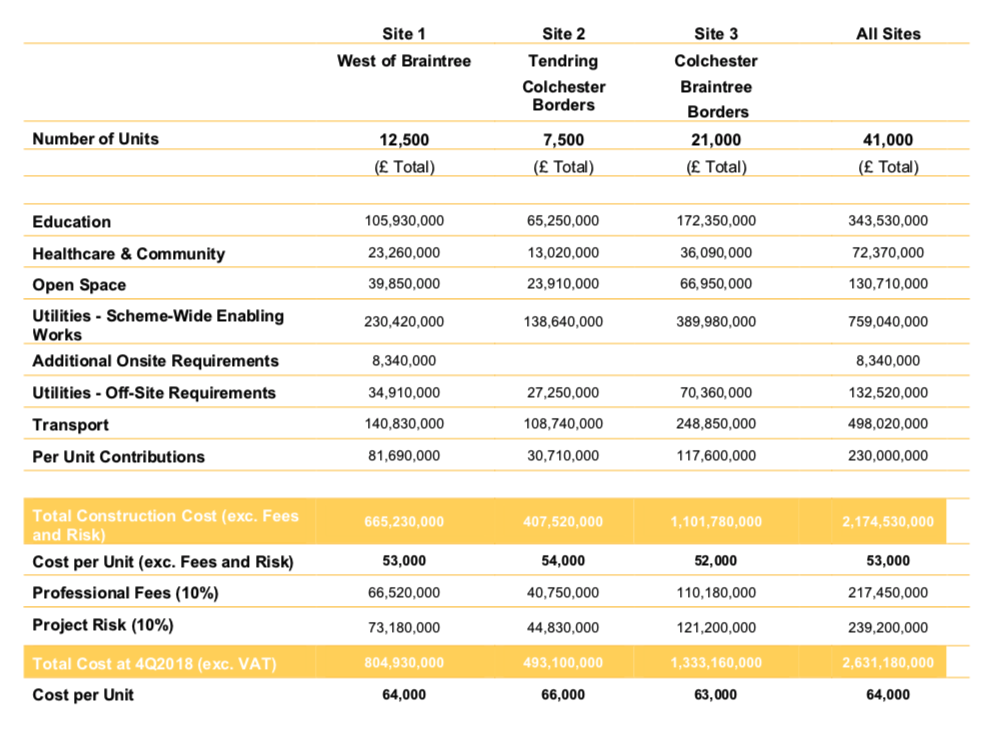 Site 1 Site 2 Site 3 All Sites
West of Braintree Tendring Colchester
Colchester Braintree
Borders
Borders
Number of Units 12,500 7,500 21,000 41,000
(£ Total) (£ Total) (£ Total) (£ Total)
Education 105,930,000 65,250,000 172,350,000 343,530,000
Healthcare & Community 23,260,000 13,020,000 36,090,000 72,370,000
Open Space 39,850,000 23,910,000 66,950,000 130,710,000
Utilities - Scheme-Wide Enabling
Works 230,420,000 138,640,000 389,980,000 759,040,000
Additional Onsite Requirements 8,340,000 8,340,000
Utilities - Off-Site Requirements 34,910,000 27,250,000 70,360,000 132,520,000
Transport 140,830,000 108,740,000 248,850,000 498,020,000
Per Unit Contributions 81,690,000 30,710,000 117,600,000 230,000,000
Total Construction Cost (exc. Fees
and Risk) 665,230,000 407,520,000 1,101,780,000 2,174,530,000
Cost per Unit (exc. Fees and Risk) 53,000 54,000 52,000 53,000
Professional Fees (10%) 66,520,000 40,750,000 110,180,000 217,450,000
Project Risk (10%) 73,180,000 44,830,000 121,200,000 239,200,000
Total Cost at 4Q2018 (exc. VAT) 804,930,000 493,100,000 1,333,160,000 2,631,180,000
Cost per Unit 64,000 66,000 63,000 64,000